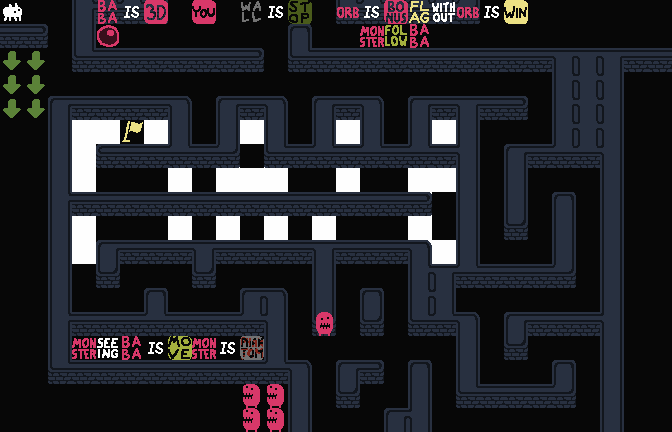 BABA IS 3D YOU WALL IS STOP ORB IS BONUS FLAG WITHOUT ORB IS WIN
MONSTER FOLLOW BABA
MONSTER SEEING BABA IS MOVE MONSTER IS